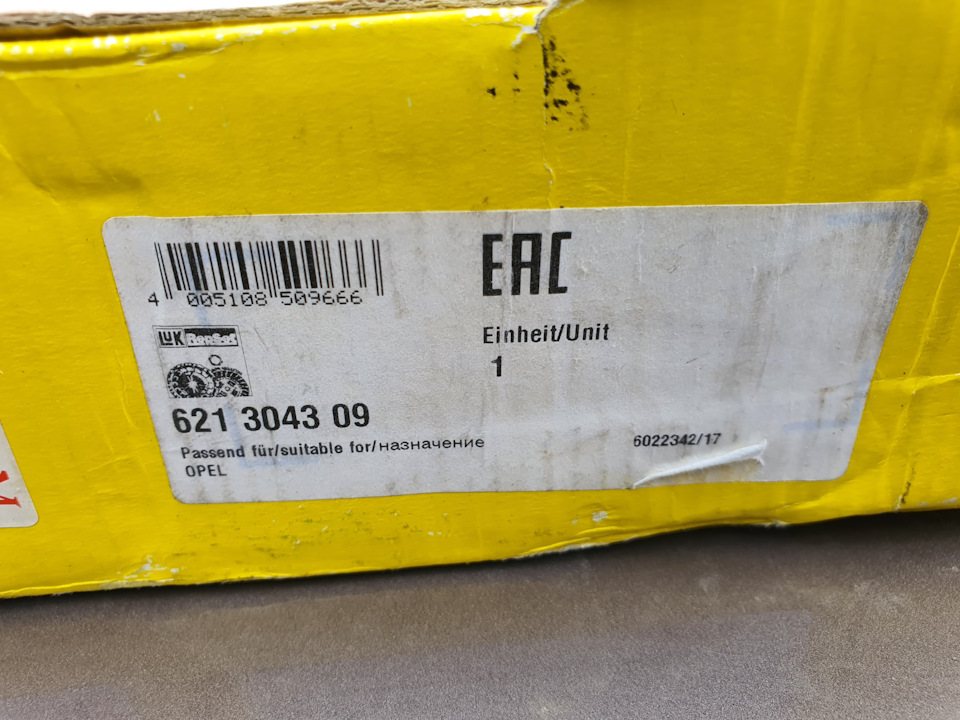 4 005108 509666
EAC
LuK RepSet
Einheit/Unit
1
621 3043 09
Passend für/suitable for/назначение
OPEL
6022342/17